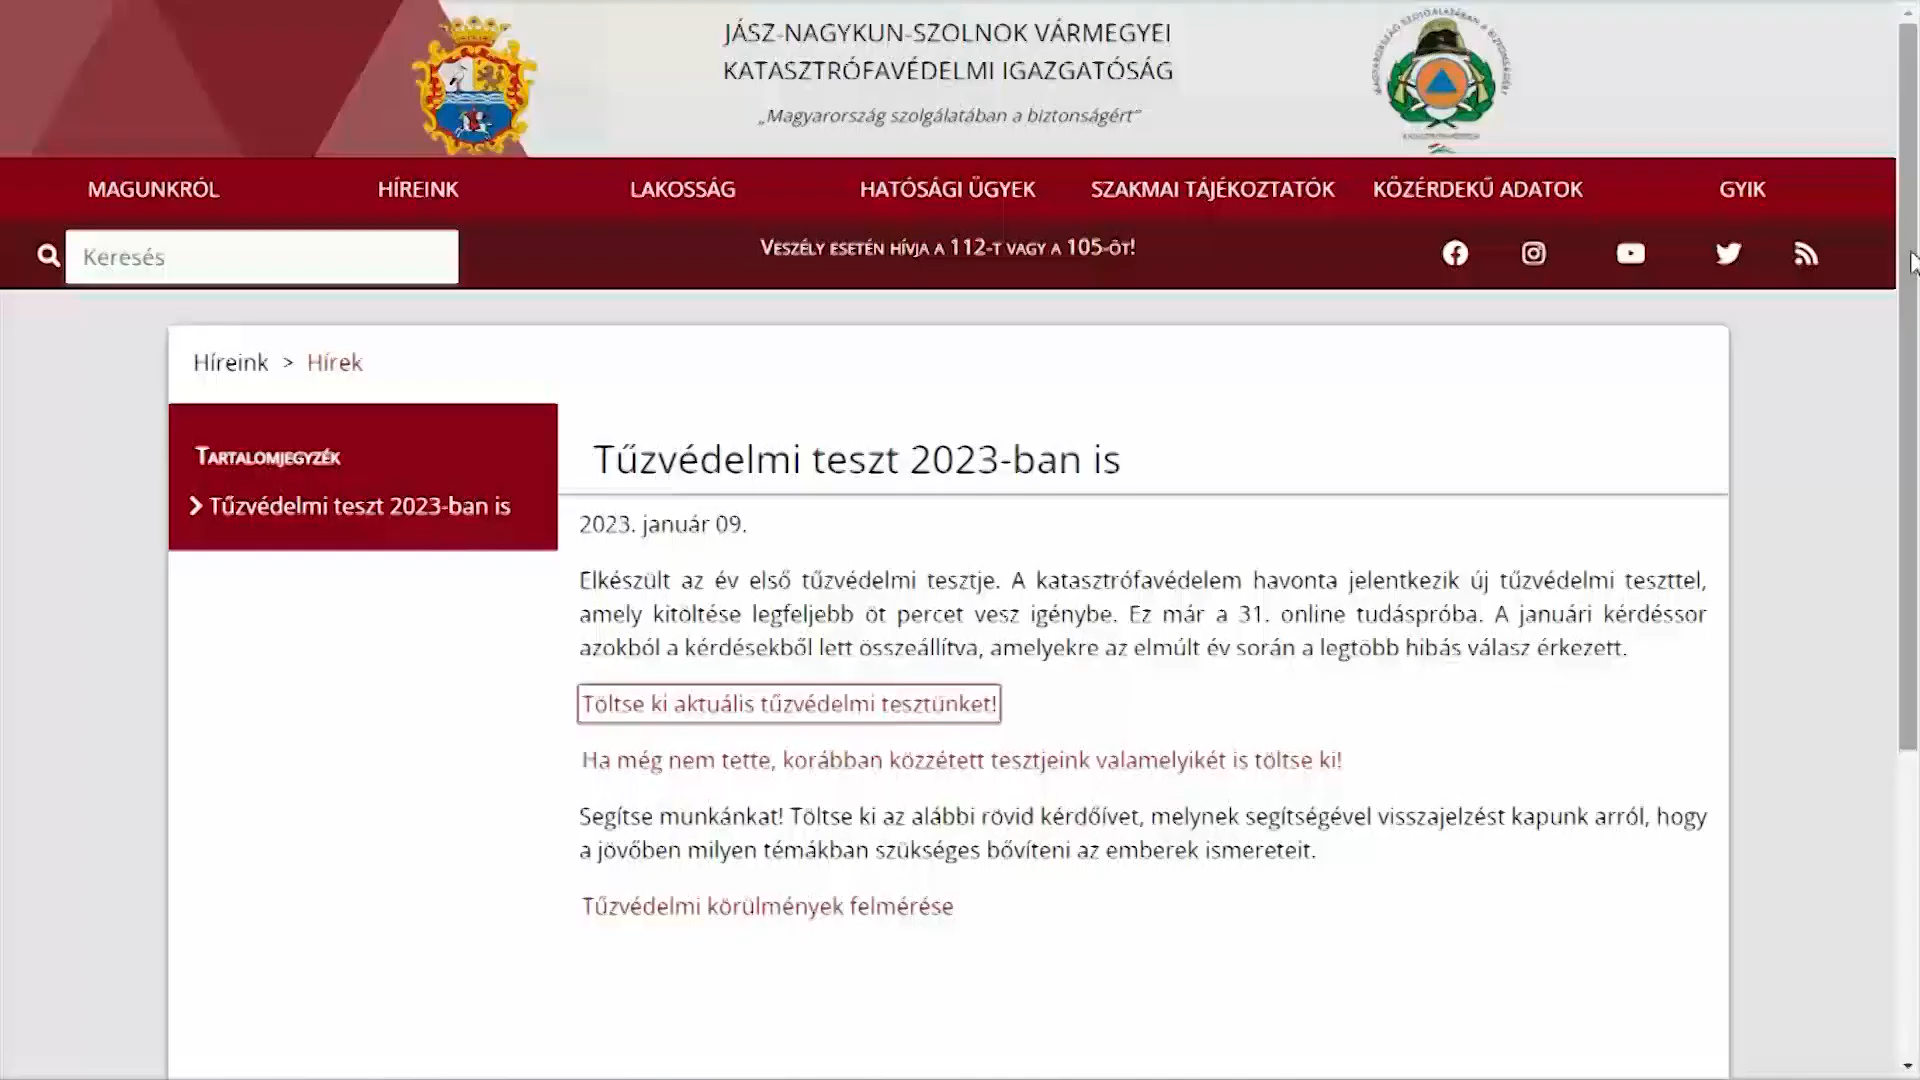 JÁSZ-NAGYKUN-SZOLNOK VÁRMEGYEI
KATASZTRÓFAVÉDELMI IGAZGATÓSÁG
„Magyarország szolgálatában a biztonságért”
MAGUNKRÓL HÍREINK LAKOSSÁG HATÓSÁGI ÜGYEK SZAKMAI TÁJÉKOZTATÓK KÖZÉRDEKŰ ADATOK GYIK
Keresés
Veszély esetén hívja a 112-t vagy a 105-öt!
Híreink > Hírek
Tartalomjegyzék
Tűzvédelmi teszt 2023-ban is
Tűzvédelmi teszt 2023-ban is
2023. január 09.
Elkészült az év első tűzvédelmi tesztje. A katasztrófavédelem havonta jelentkezik új tűzvédelmi teszttel,
amely kitöltése legfeljebb öt percet vesz igénybe. Ez már a 31. online tudáspróba. A januári kérdéssor
azokból a kérdésekből lett összeállítva, amelyekre az elmúlt év során a legtöbb hibás válasz érkezett.
Töltse ki aktuális tűzvédelmi tesztünket!
Ha még nem tette, korábban közzétett tesztjeink valamelyikét is töltse ki!
Segítse munkánkat! Töltse ki az alábbi rövid kérdőívet, melynek segítségével visszajelzést kapunk arról, hogy
a jövőben milyen témákban szükséges bővíteni az emberek ismereteit.
Tűzvédelmi körülmények felmérése